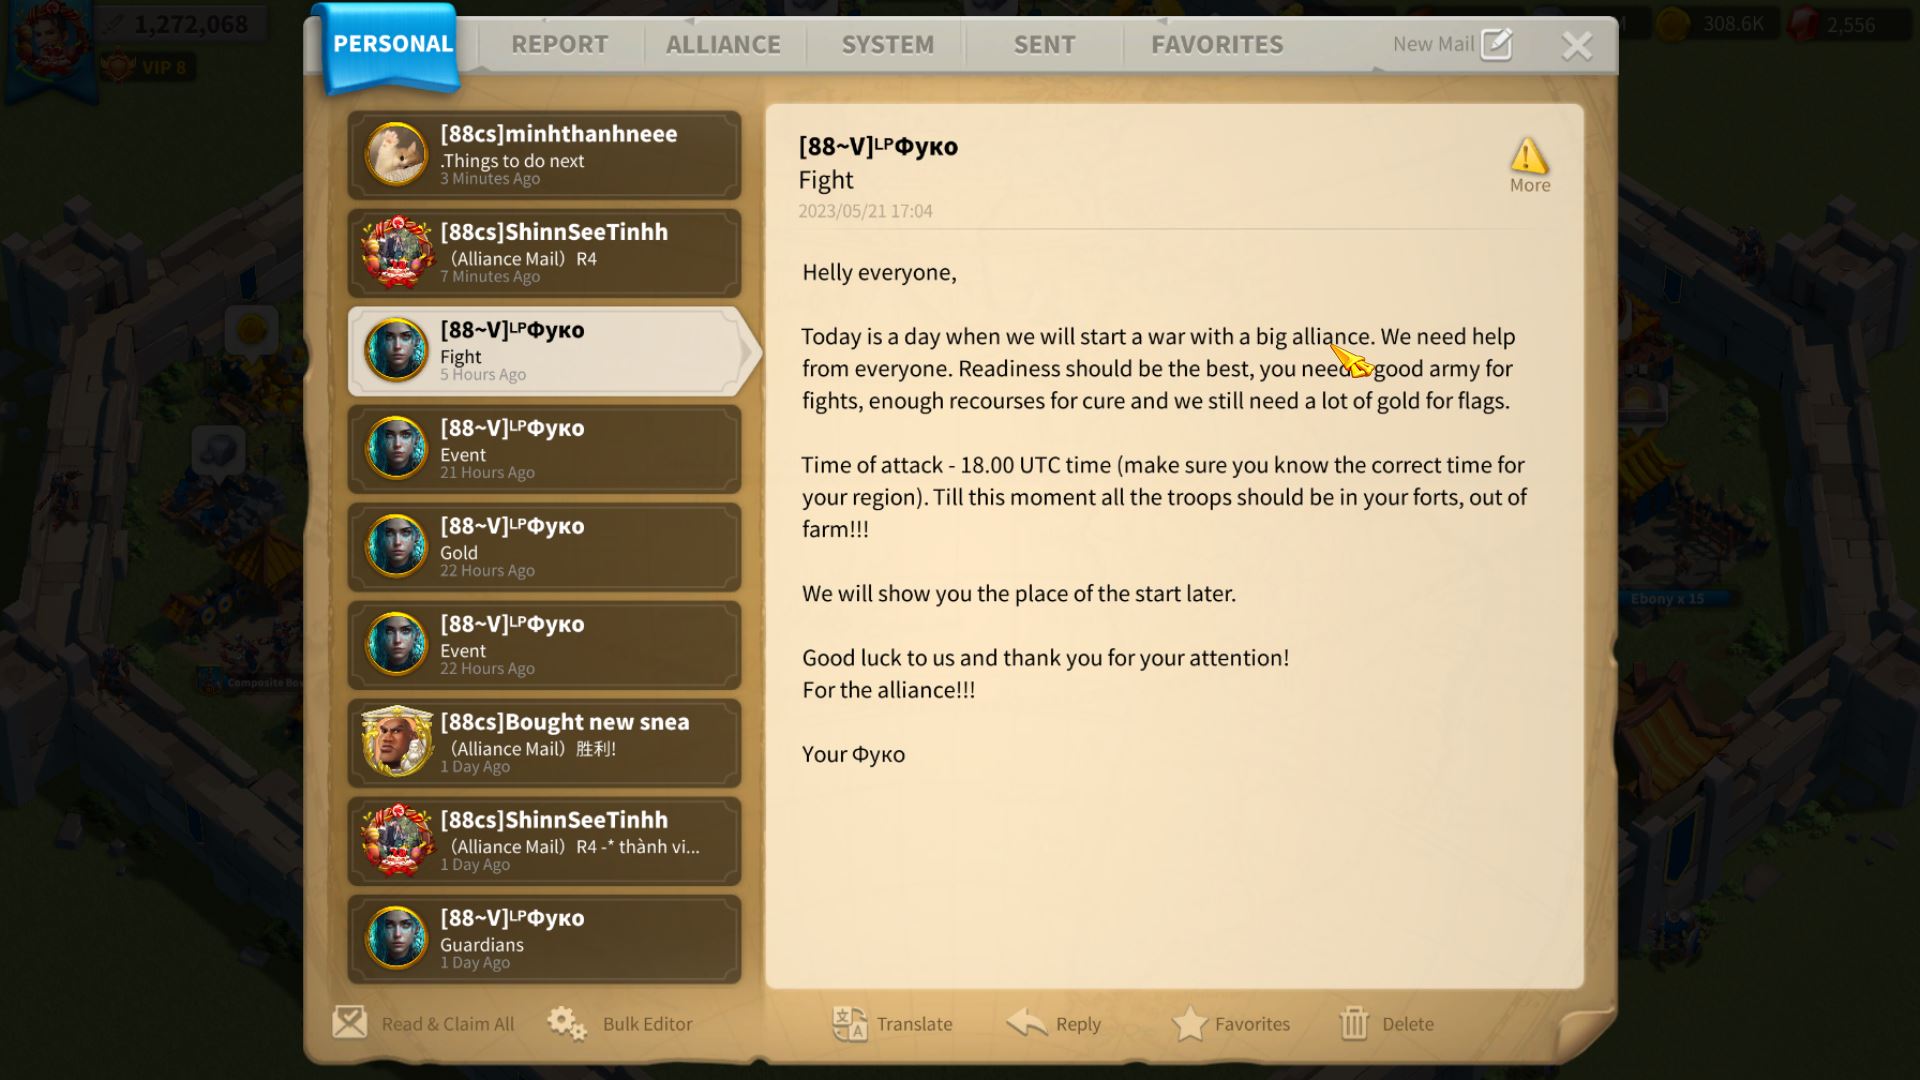 1,272,068
VIP 8
308.6K
2,556
PERSONAL
REPORT
ALLIANCE
SYSTEM
SENT
FAVORITES
New Mail
[88cs]minhthanhneee
.Things to do next
3 Minutes Ago
[88cs]ShinnSeeTinhh
（Alliance Mail）R4
7 Minutes Ago
[88~V]ᴸᴾФуко
Fight
5 Hours Ago
[88~V]ᴸᴾФуко
Event
21 Hours Ago
[88~V]ᴸᴾФуко
Gold
22 Hours Ago
[88~V]ᴸᴾФуко
Event
22 Hours Ago
[88cs]Bought new snea
（Alliance Mail）胜利!
1 Day Ago
[88cs]ShinnSeeTinhh
（Alliance Mail）R4 -* thành vi...
1 Day Ago
[88~V]ᴸᴾФуко
Guardians
1 Day Ago
[88~V]ᴸᴾФуко
Fight
2023/05/21 17:04
More
Helly everyone,
Today is a day when we will start a war with a big alliance. We need help
from everyone. Readiness should be the best, you need good army for
fights, enough recourses for cure and we still need a lot of gold for flags.
Time of attack - 18.00 UTC time (make sure you know the correct time for
your region). Till this moment all the troops should be in your forts, out of
farm!!!
We will show you the place of the start later.
Good luck to us and thank you for your attention!
For the alliance!!!
Your Фуко
Ebony x 15
Composite Bow
Read & Claim All
Bulk Editor
Translate
Reply
Favorites
Delete